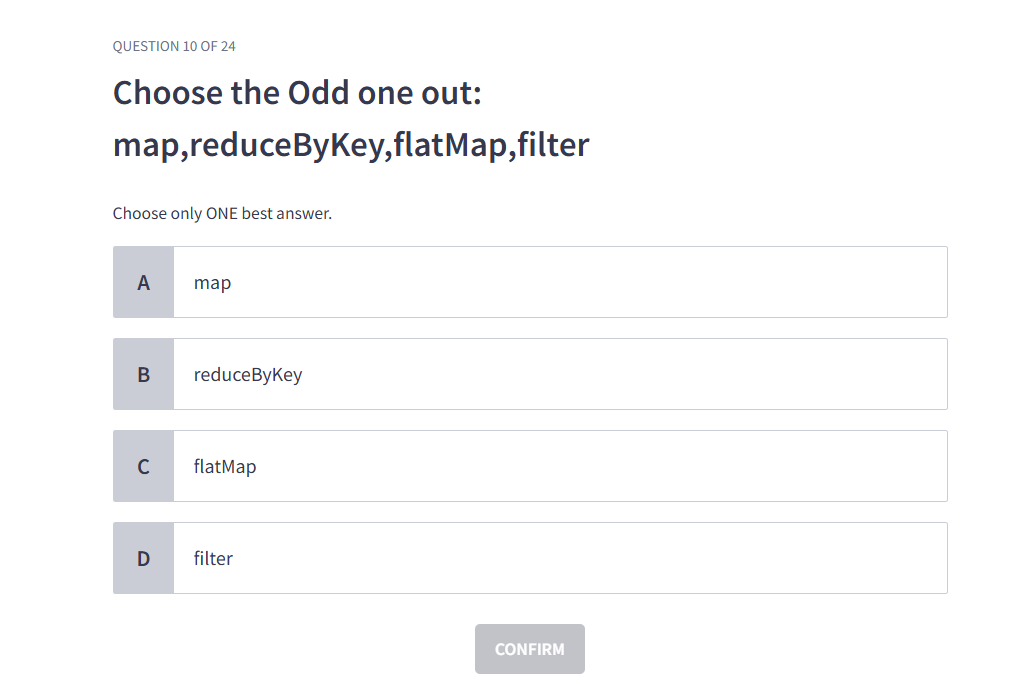 QUESTION 10 OF 24
Choose the Odd one out:
map,reduceByKey,flatMap,filter
Choose only ONE best answer.
A map
B reduceByKey
C flatMap
D filter
CONFIRM